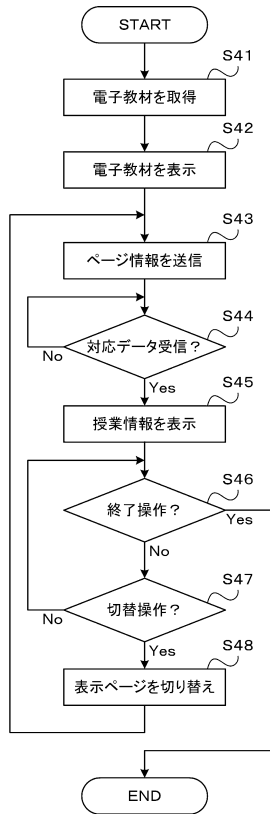 START
S41
電子教材を取得
S42
電子教材を表示
S43
ページ情報を送信
S44
対応データ受信？
No
Yes
S45
授業情報を表示
S46
終了操作？
Yes
No
S47
切替操作？
No
Yes
S48
表示ページを切り替え
END